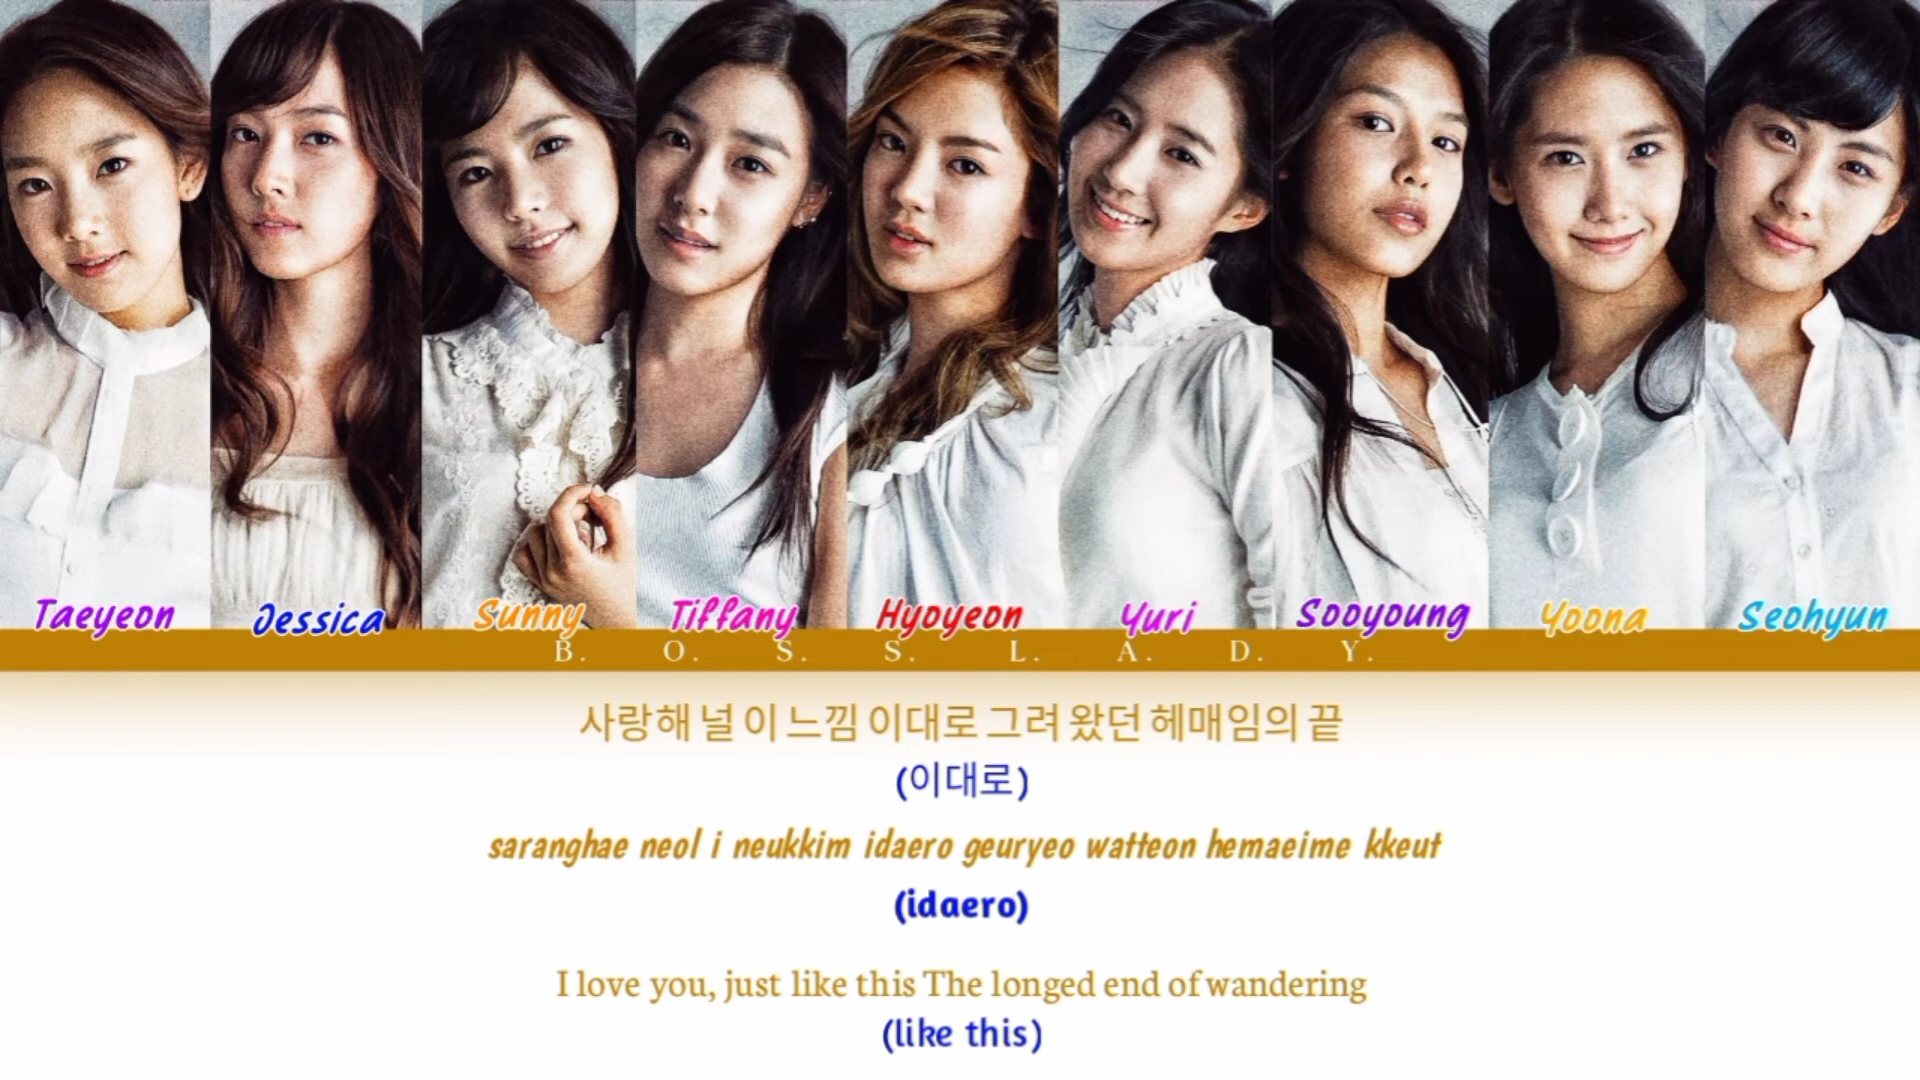 Taeyeon Jessica Sunny Tiffany Hyoyeon Yuri Sooyoung Yoona Seohyun
B. O. S. S. L. A. D. Y.
사랑해 널 이 느낌 이대로 그려 왔던 헤매임의 끝
(이대로)
saranghae neol i neukkim idaero geuryeo watteon hemaeime kkeut
(idaero)
I love you, just like this The longed end of wandering
(like this)